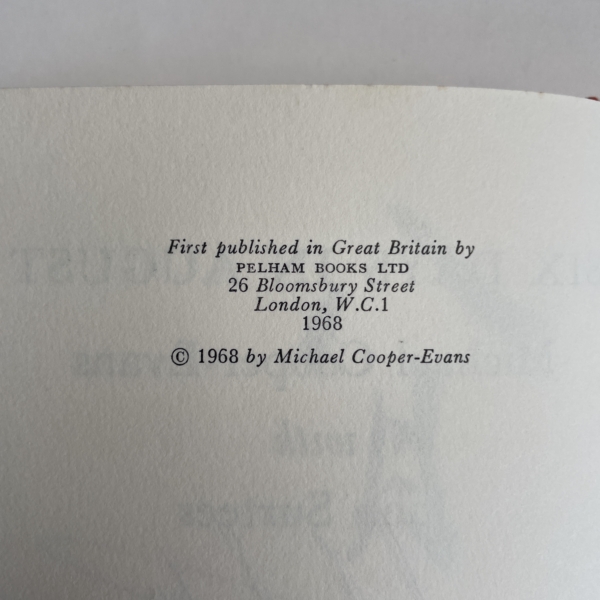 First published in Great Britain by
PELHAM BOOKS LTD
26 Bloomsbury Street
London, W.C.1
1968
© 1968 by Michael Cooper-Evans